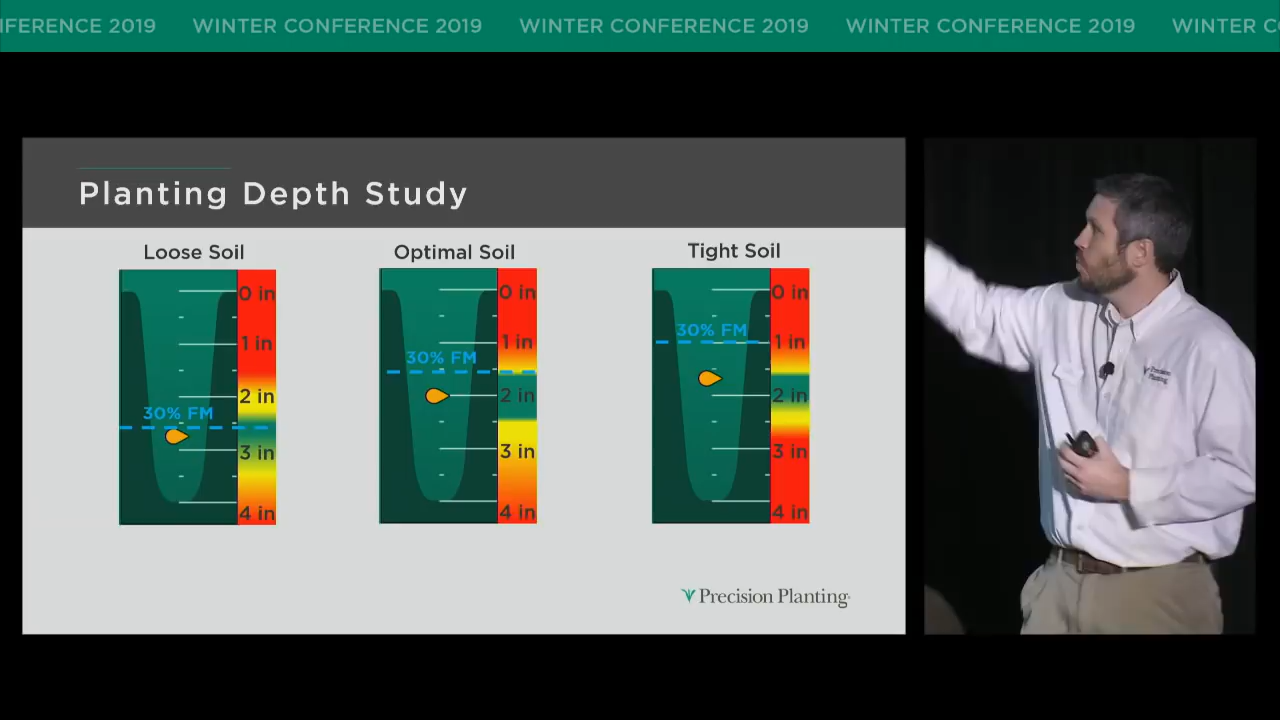 NFERENCE 2019 WINTER CONFERENCE 2019 WINTER CONFERENCE 2019 WINTER CONFERENCE 2019 WINTER C
Planting Depth Study
Loose Soil
0 in
1 in
2 in
30% FM
3 in
4 in
Optimal Soil
0 in
1 in
30% FM
2 in
3 in
4 in
Tight Soil
0 in
30% FM
1 in
2 in
3 in
4 in
Precision Planting
Precision
Planting